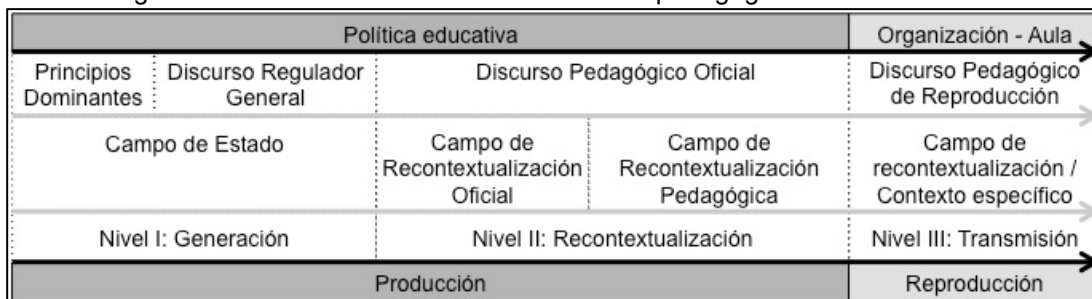 Política educativa
Organización - Aula
Principios
Dominantes
Discurso Regulador
General
Discurso Pedagógico Oficial
Discurso Pedagógico
de Reproducción
Campo de Estado
Campo de
Recontextualización
Oficial
Campo de
Recontextualización
Pedagógica
Campo de
recontextualización /
Contexto específico
Nivel I: Generación
Nivel II: Recontextualización
Nivel III: Transmisión
Producción
Reproducción